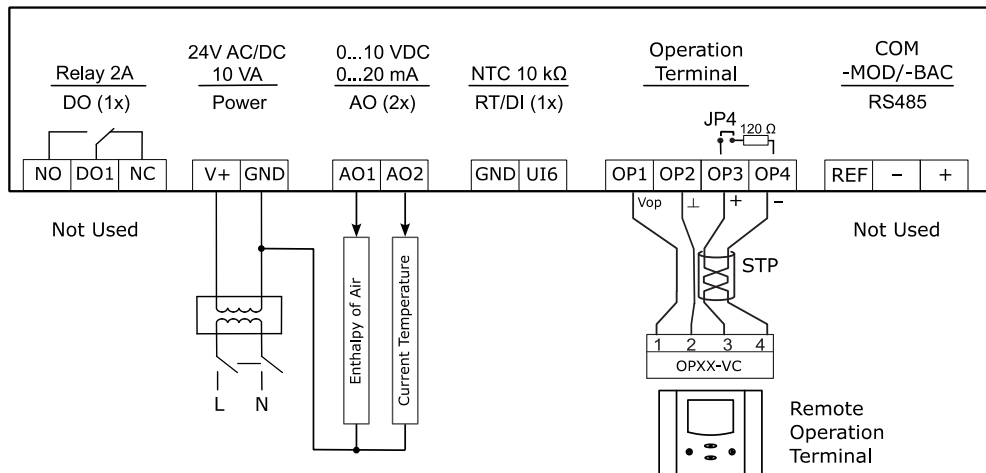 Relay 2A
DO (1x)
24V AC/DC
10 VA
Power
0...10 VDC
0...20 mA
AO (2x)
NTC 10 kΩ
RT/DI (1x)
Operation
Terminal
JP4
120 Ω
COM
-MOD/-BAC
RS485
NO DO1 NC
V+ GND
AO1 AO2
GND UI6
OP1 OP2 OP3 OP4
REF − +
Not Used
Vop ⊥ + −
Not Used
STP
Enthalpy of Air
Current Temperature
L N
1 2 3 4
OPXX-VC
Remote
Operation
Terminal